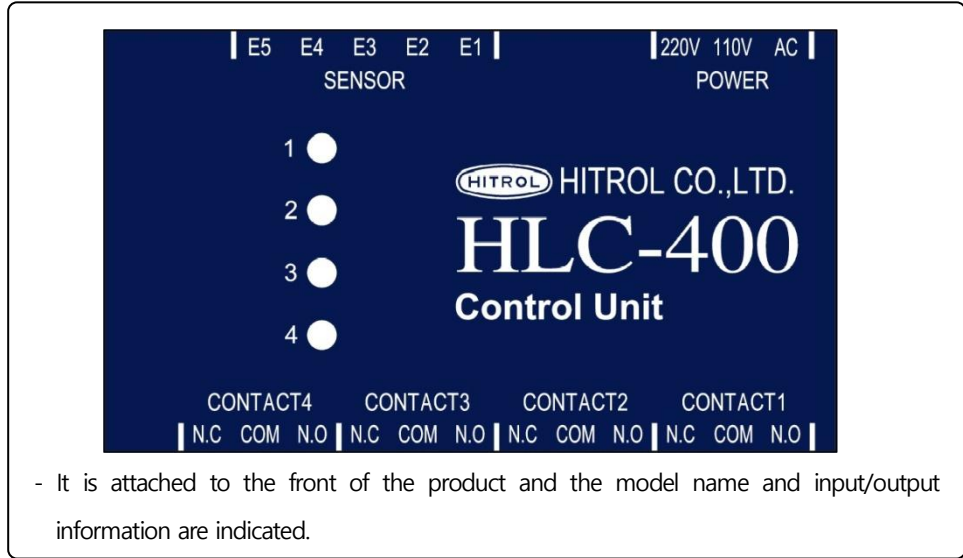 E5 E4 E3 E2 E1 220V 110V AC
SENSOR POWER
1
HITROL HITROL CO.,LTD.
2
HLC-400
3
Control Unit
4
CONTACT4 CONTACT3 CONTACT2 CONTACT1
N.C COM N.O N.C COM N.O N.C COM N.O N.C COM N.O
- It is attached to the front of the product and the model name and input/output
information are indicated.